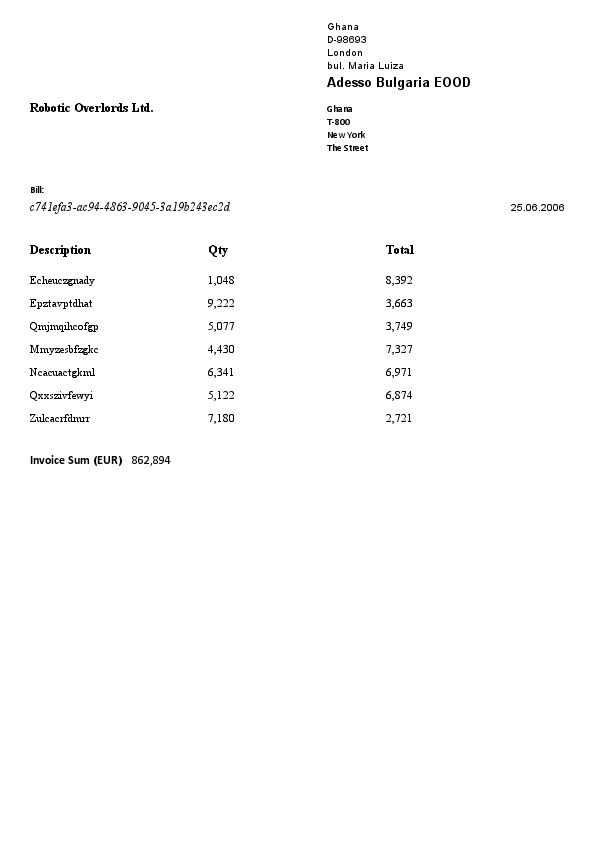 Ghana
D-98693
London
bul. Maria Luiza
Adesso Bulgaria EOOD
Robotic Overlords Ltd.
Ghana
T-800
New York
The Street
Bill:
c741efa3-ac94-4863-9045-3a19b243ec2d 25.06.2006
Description Qty Total
Echeuczgnady 1,048 8,392
Epztavptdhat 9,222 3,663
Qmjmqihcofgp 5,077 3,749
Mmyzesbfzgkc 4,430 7,327
Ncacuactgkml 6,341 6,971
Qxxszivfewyi 5,122 6,874
Zulcacrfdmrr 7,180 2,721
Invoice Sum (EUR) 862,894